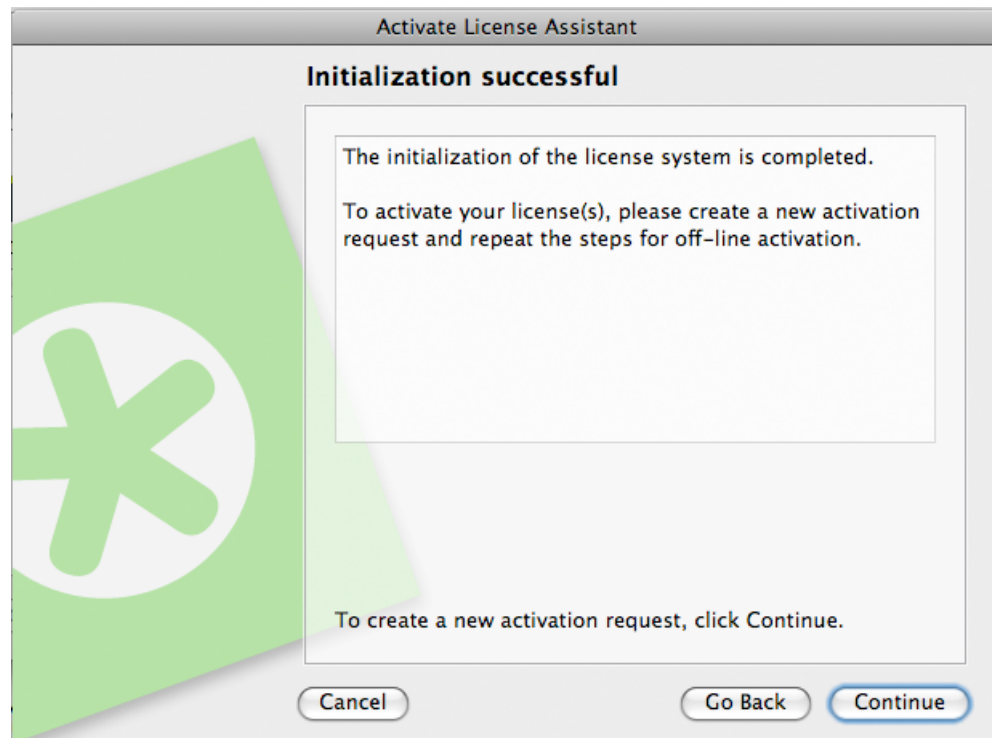 Activate License Assistant
Initialization successful
The initialization of the license system is completed.
To activate your license(s), please create a new activation
request and repeat the steps for off-line activation.
To create a new activation request, click Continue.
Cancel
Go Back
Continue